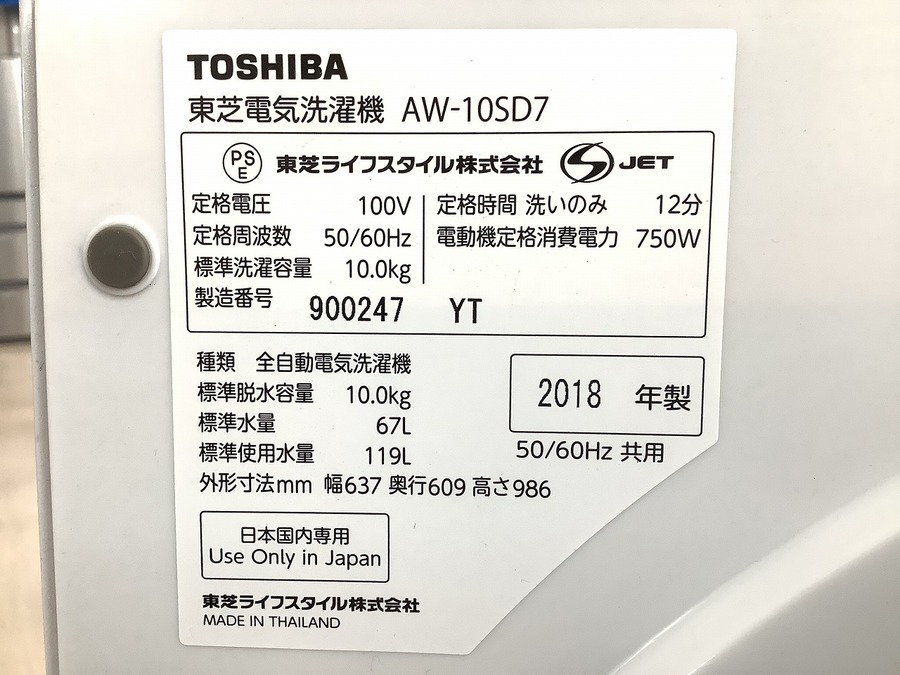 TOSHIBA
東芝電気洗濯機 AW-10SD7
PSE 東芝ライフスタイル株式会社 JET
定格電圧 100V
定格時間 洗いのみ 12分
定格周波数 50/60Hz
電動機定格消費電力 750W
標準洗濯容量 10.0kg
製造番号 900247 YT
種類 全自動電気洗濯機
標準脱水容量 10.0kg
標準水量 67L
標準使用水量 119L
外形寸法mm 幅637 奥行609 高さ986
2018 年製
50/60Hz 共用
日本国内専用
Use Only in Japan
東芝ライフスタイル株式会社
MADE IN THAILAND